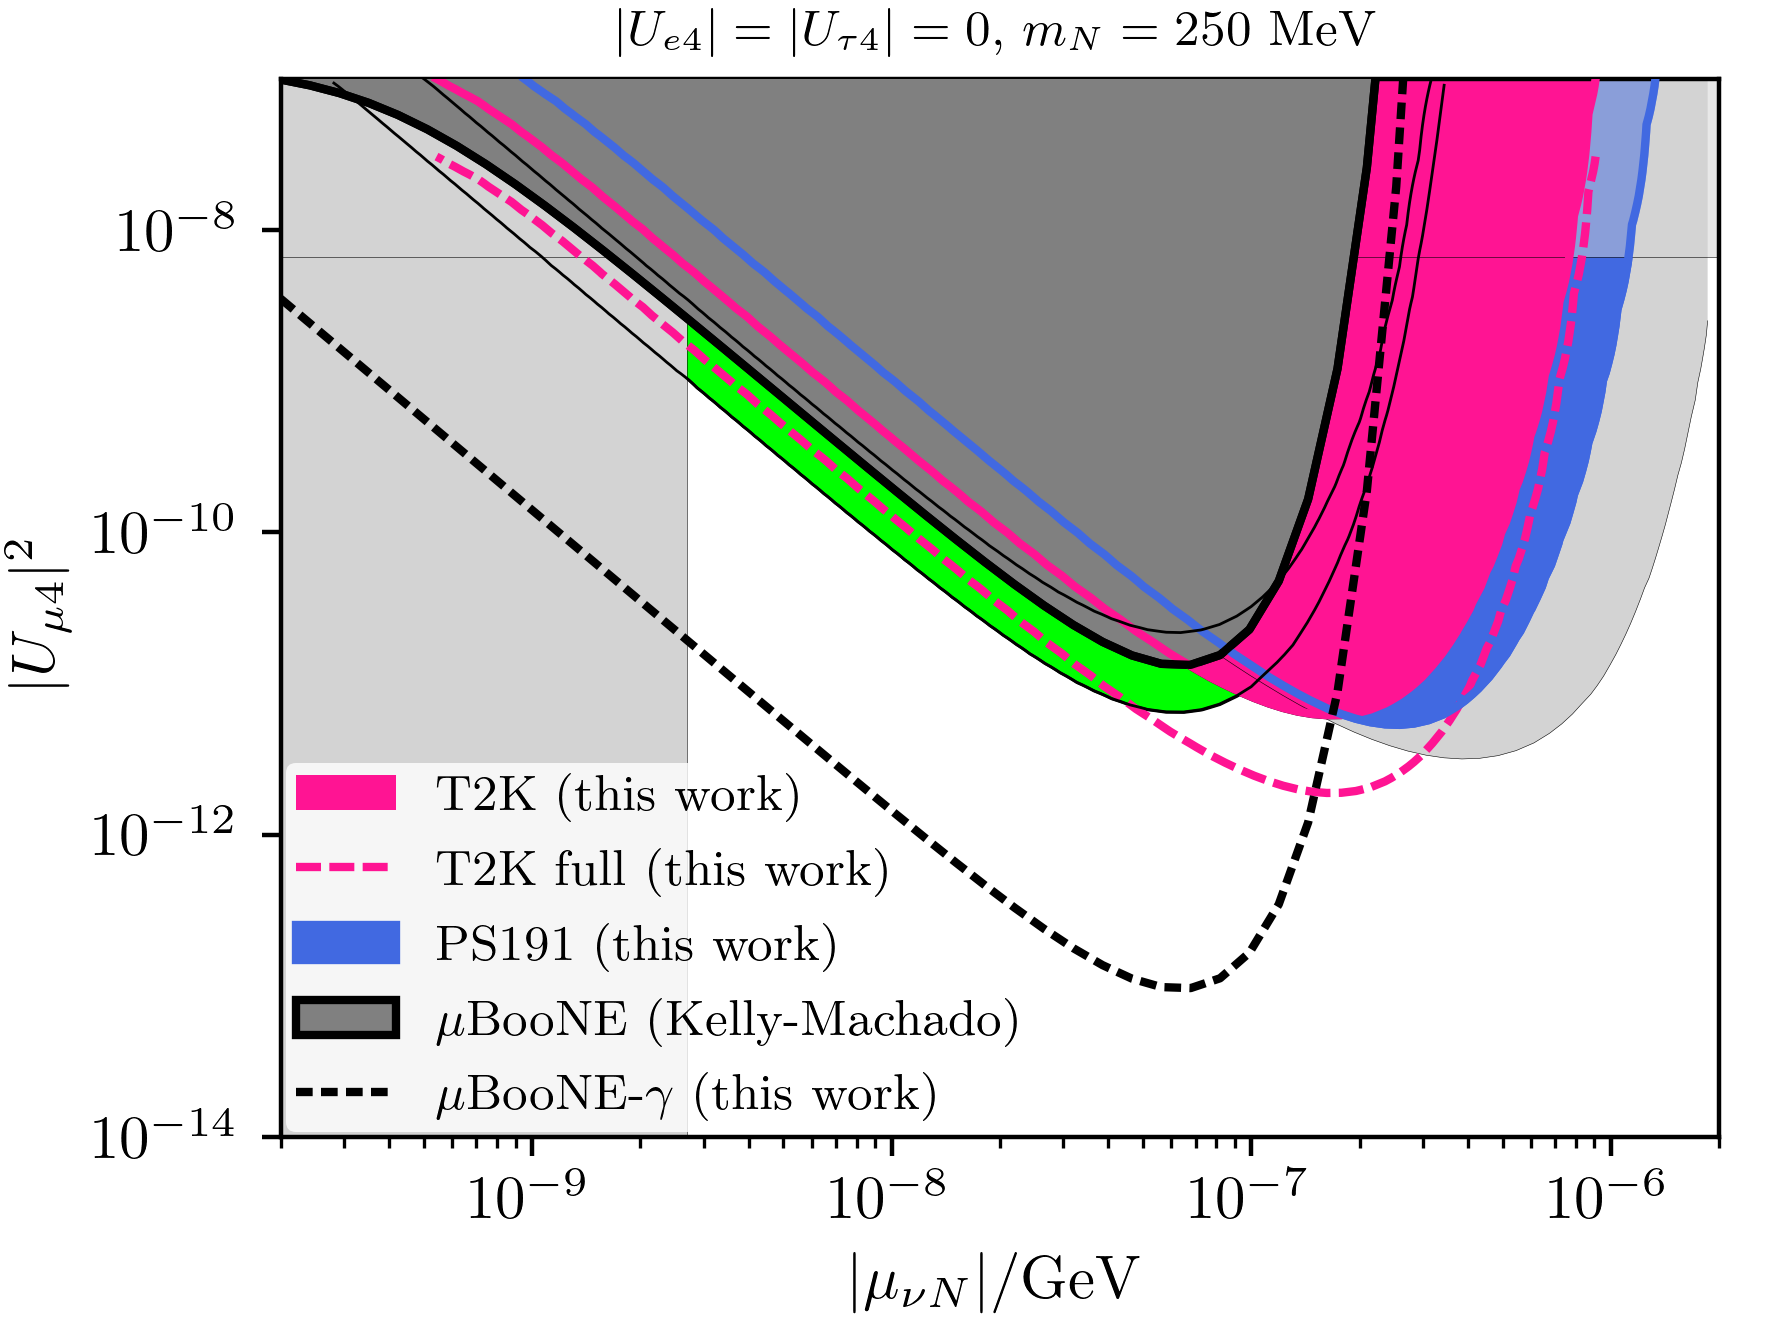 |U_{e4}| = |U_{τ4}| = 0, m_N = 250 MeV
|U_{μ4}|^2
10^{−8}
10^{−10}
10^{−12}
10^{−14}
T2K (this work)
T2K full (this work)
PS191 (this work)
μBooNE (Kelly-Machado)
μBooNE-γ (this work)
10^{−9}
10^{−8}
10^{−7}
10^{−6}
|μ_{νN}|/GeV